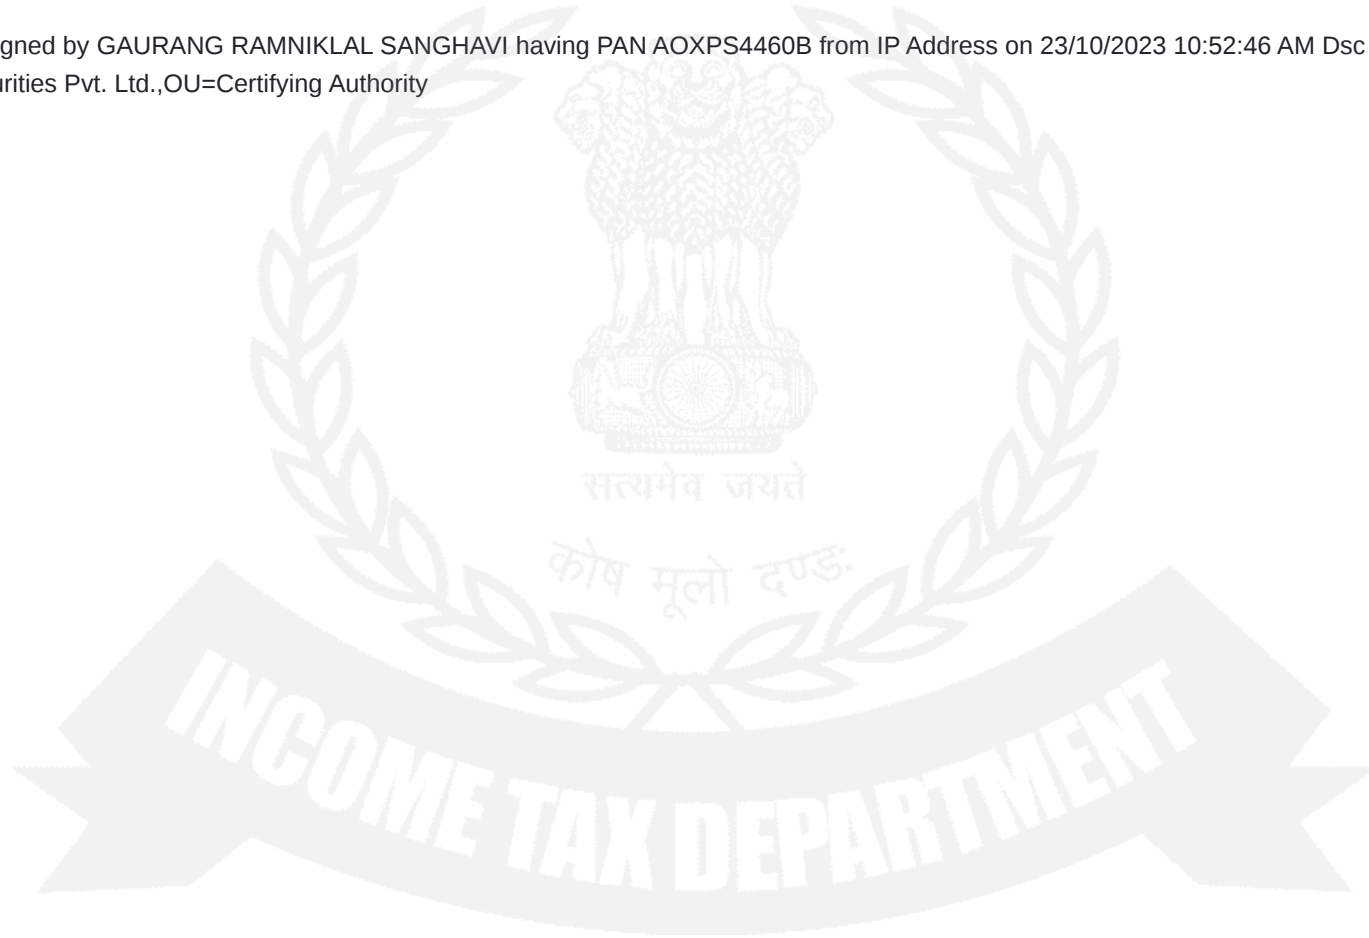 gned by GAURANG RAMNIKLAL SANGHAVI having PAN AOXPS4460B from IP Address on 23/10/2023 10:52:46 AM Dsc
urities Pvt. Ltd.,OU=Certifying Authority
सत्यमेव जयते
कोष मूलो दण्डः
INCOME TAX DEPARTMENT